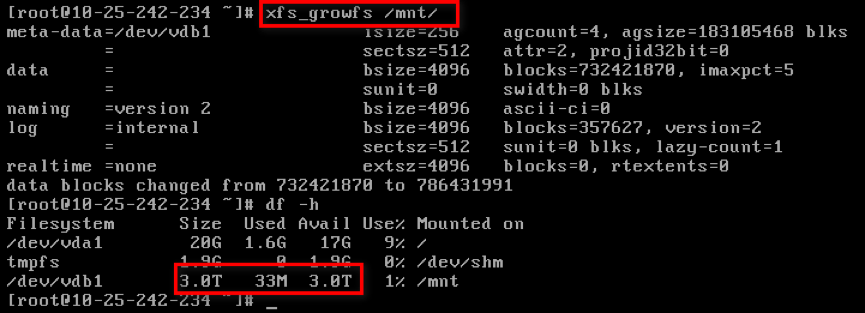 [root@10-25-242-234 ~]# xfs_growfs /mnt/
meta-data=/dev/vdb1 isize=256 agcount=4, agsize=183105468 blks
= sectsz=512 attr=2, projid32bit=0
data = bsize=4096 blocks=732421870, imaxpct=5
= sunit=0 swidth=0 blks
naming =version 2 bsize=4096 ascii-ci=0
log =internal bsize=4096 blocks=357627, version=2
= sectsz=512 sunit=0 blks, lazy-count=1
realtime =none extsz=4096 blocks=0, rtextents=0
data blocks changed from 732421870 to 786431991
[root@10-25-242-234 ~]# df -h
Filesystem Size Used Avail Use% Mounted on
/dev/vda1 20G 1.6G 17G 9% /
tmpfs 1.9G 0 1.9G 0% /dev/shm
/dev/vdb1 3.0T 33M 3.0T 1% /mnt
[root@10-25-242-234 ~]# _